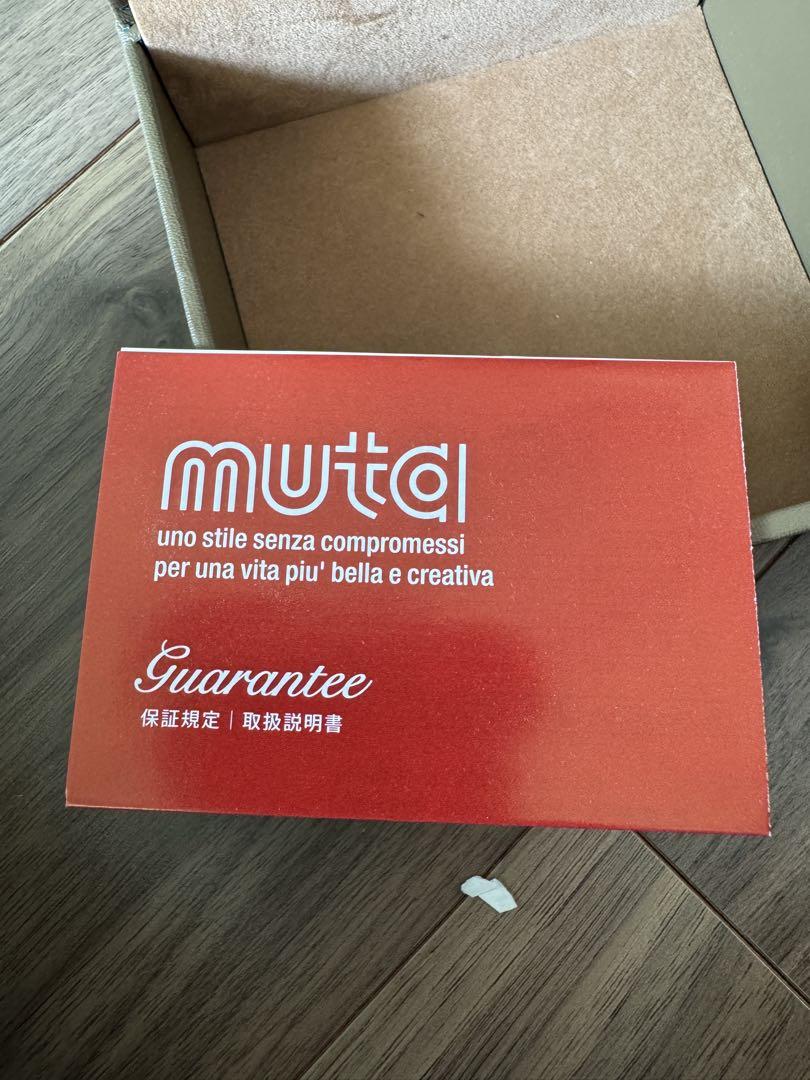 muta
uno stile senza compromessi
per una vita piu' bella e creativa
Guarantee
保証規定｜取扱説明書